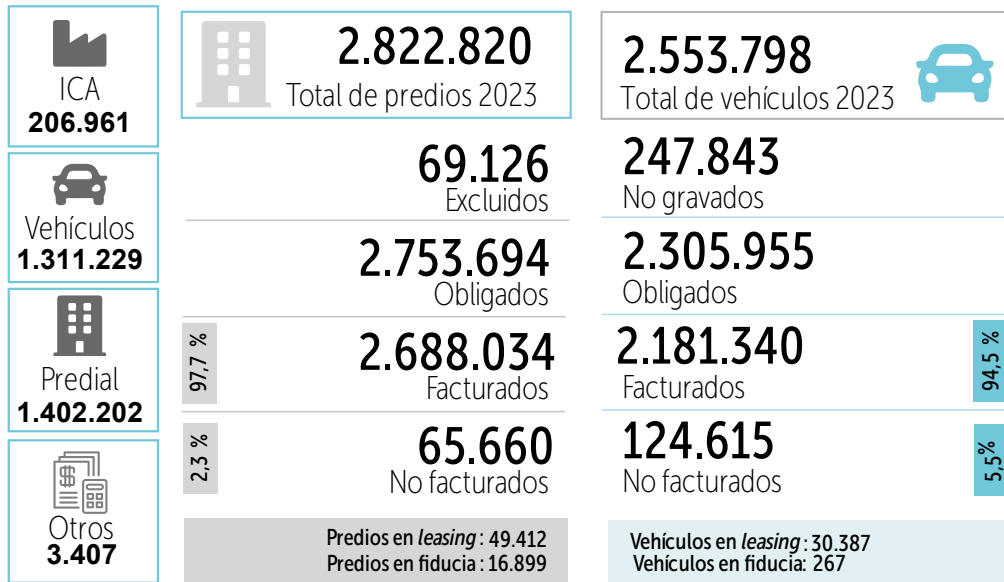 ICA
206.961
Vehículos
1.311.229
Predial
1.402.202
$
Otros
3.407
2.822.820
Total de predios 2023
69.126
Excluidos
2.753.694
Obligados
97,7 %
2.688.034
Facturados
2,3 %
65.660
No facturados
Predios en leasing : 49.412
Predios en fiducia : 16.899
2.553.798
Total de vehículos 2023
247.843
No gravados
2.305.955
Obligados
2.181.340
Facturados
94,5 %
124.615
No facturados
5,5%
Vehículos en leasing : 30.387
Vehículos en fiducia: 267